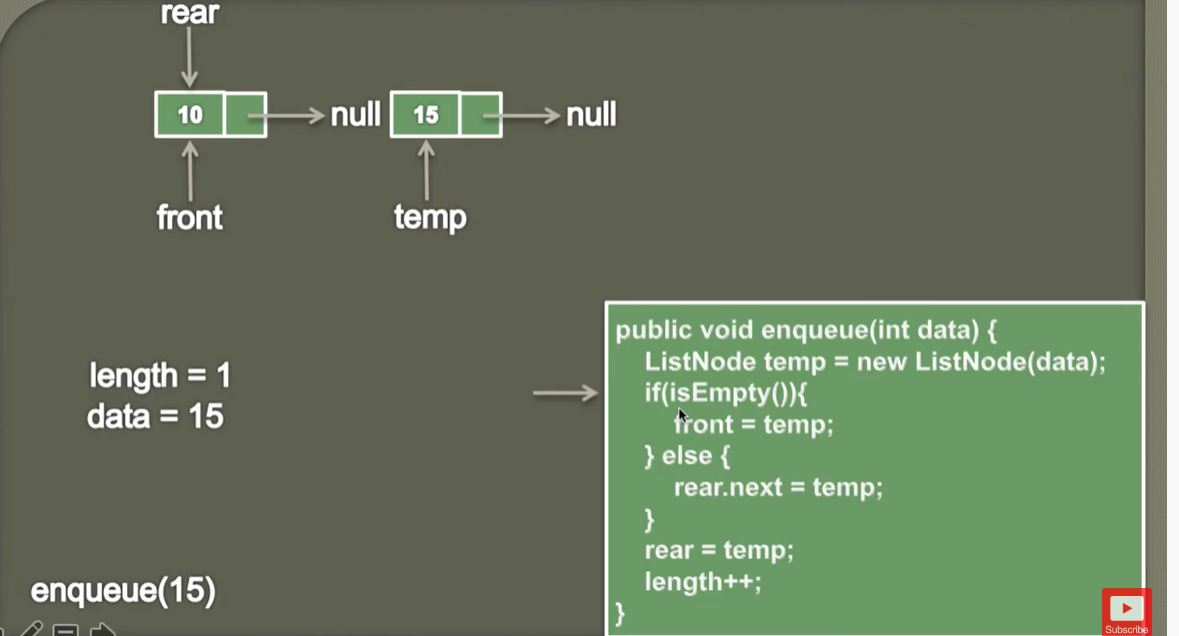 rear
10 null 15 null
front temp
length = 1
data = 15
public void enqueue(int data) {
ListNode temp = new ListNode(data);
if(isEmpty()){
front = temp;
} else {
rear.next = temp;
}
rear = temp;
length++;
}
enqueue(15)
Subscribe